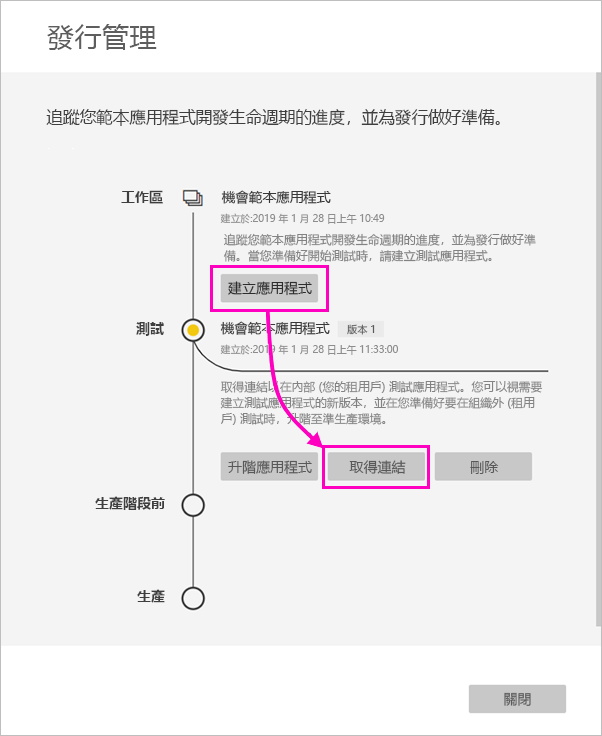 發行管理
追蹤您範本應用程式開發生命週期的進度，並為發行做好準備。
工作區
機會範本應用程式
建立於:2019 年 1 月 28 日上午 10:49
追蹤您範本應用程式開發生命週期的進度，並為發行做好準
備。當您準備好開始測試時，請建立測試應用程式。
建立應用程式
測試
機會範本應用程式 版本 1
建立於:2019 年 1 月 28 日上午 11:33:00
取得連結以在內部 (您的租用戶) 測試應用程式。您可以視需要
建立測試應用程式的新版本，並在您準備好要在組織外 (租用
戶) 測試時，升階至準生產環境。
升階應用程式 取得連結 刪除
生產階段前
生產
關閉